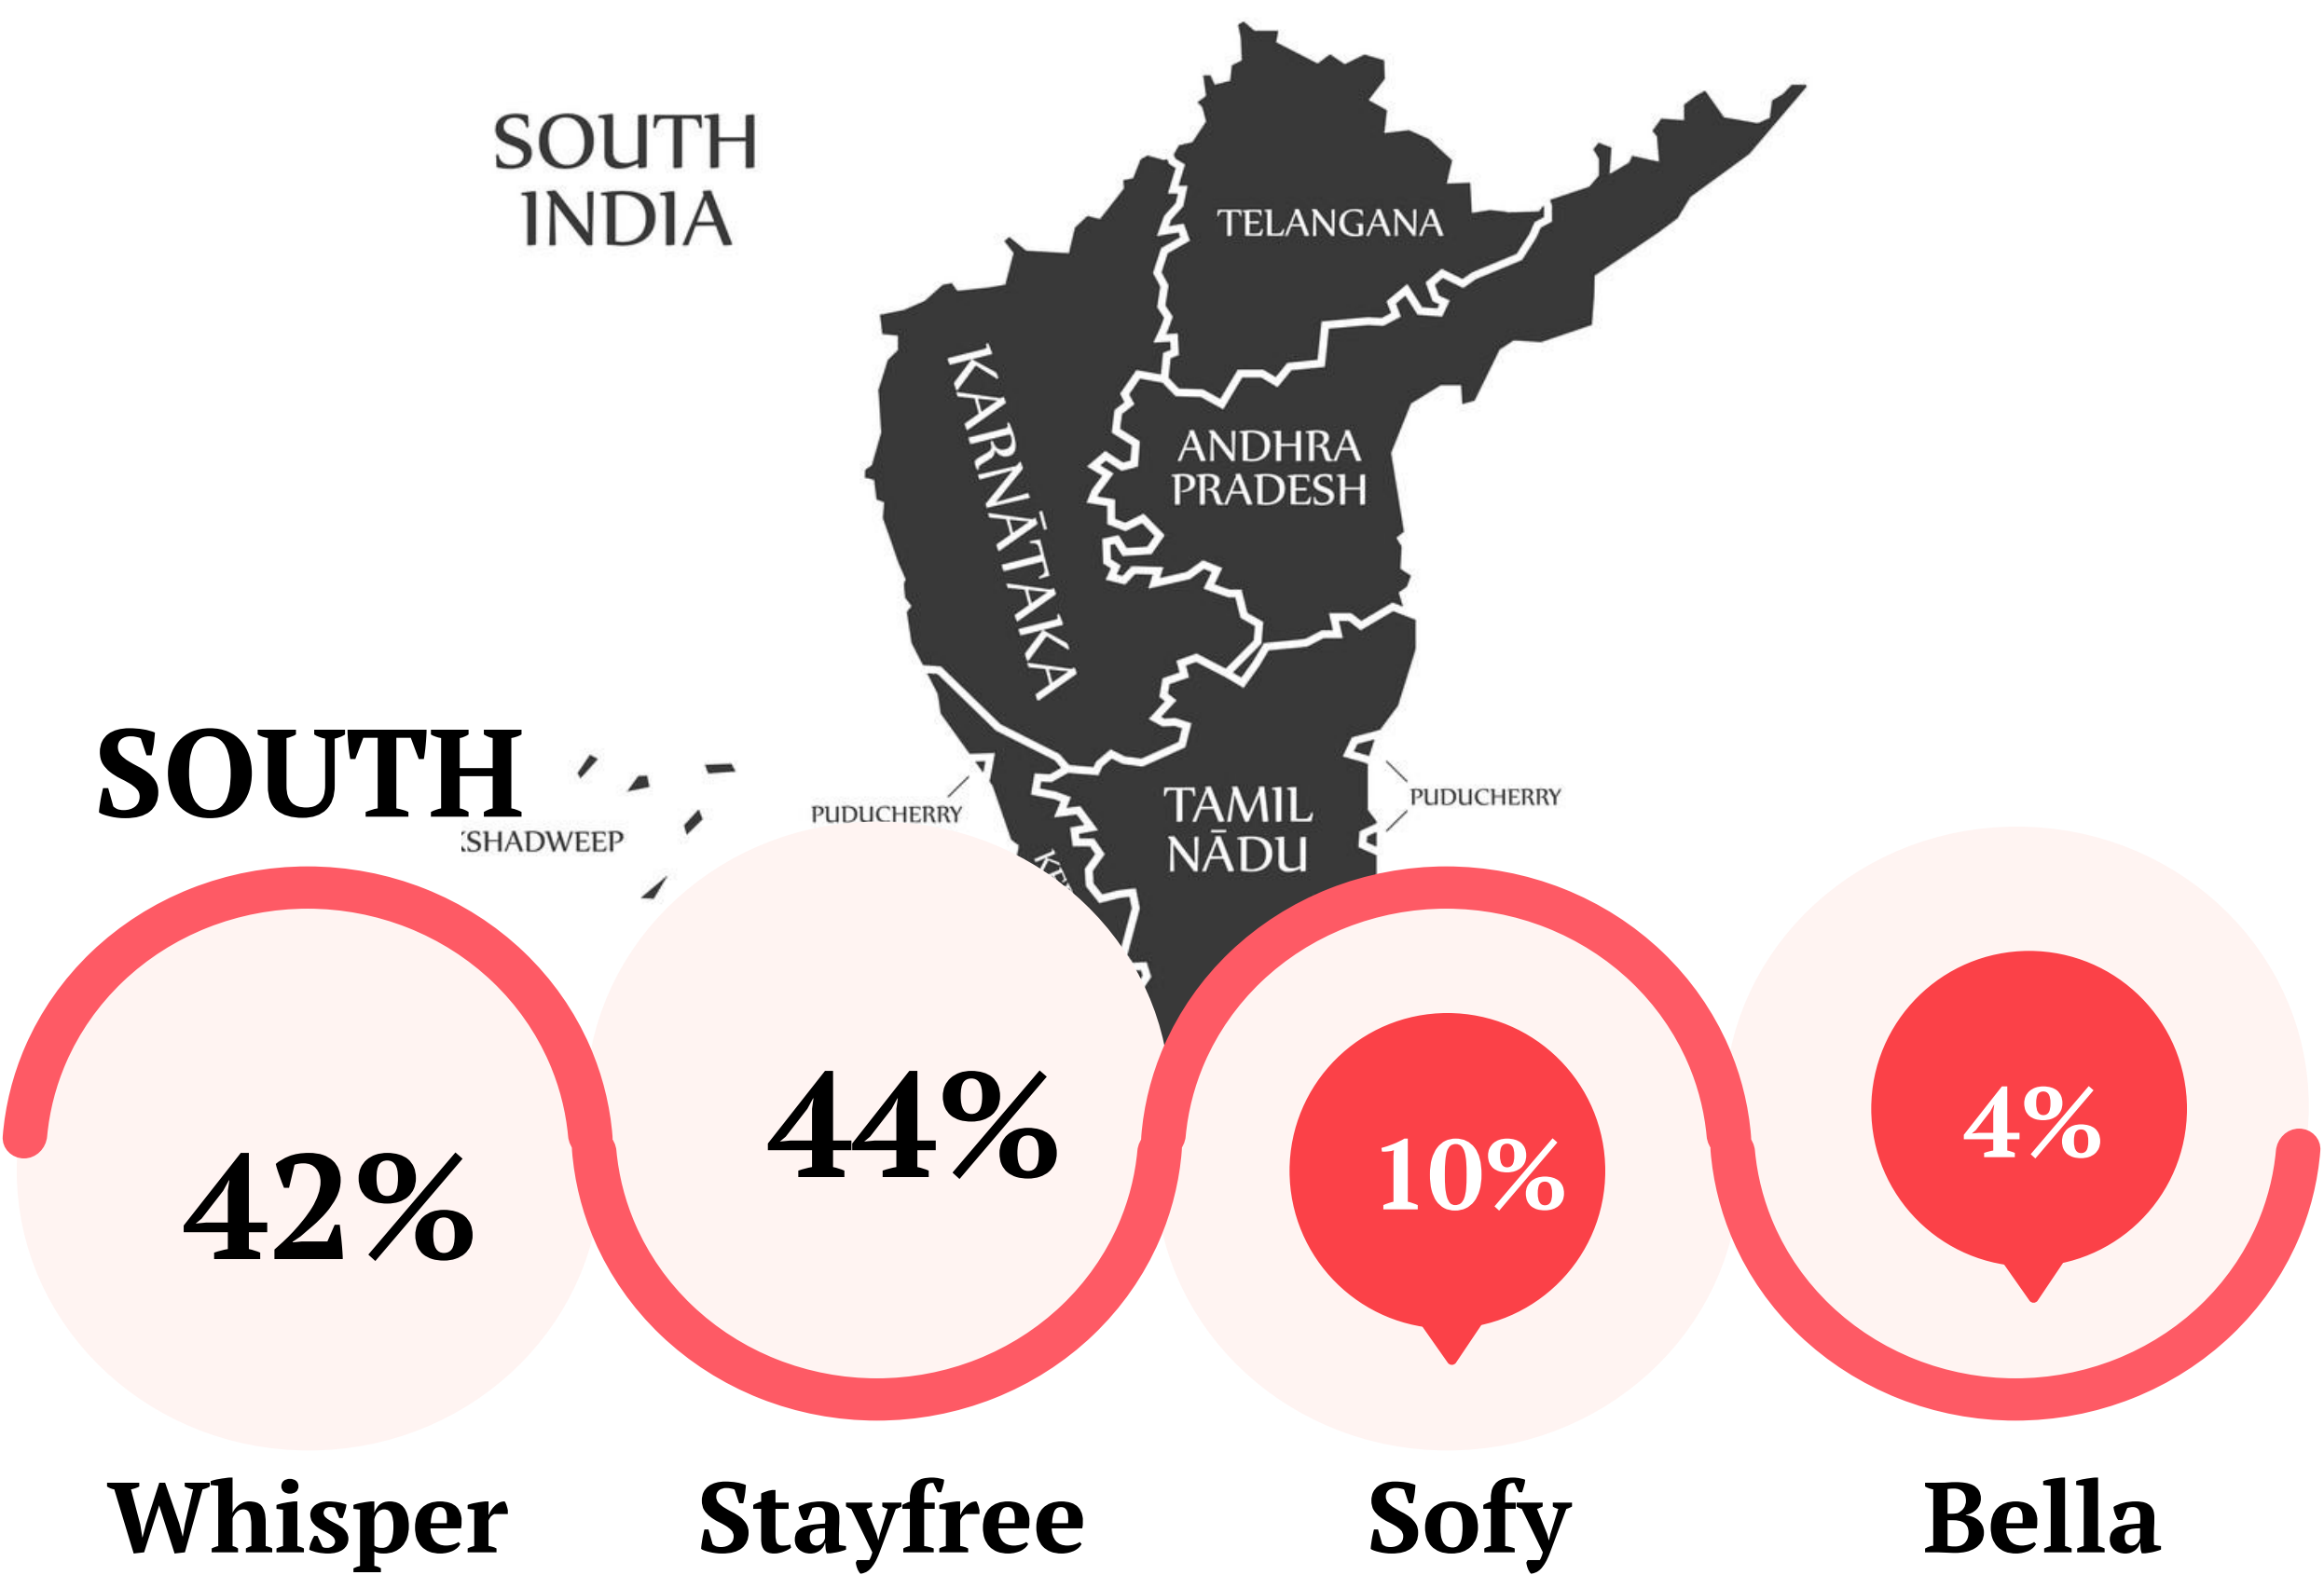 SOUTH
INDIA
TELANGANA
KARNĀTAKA
ANDHRA
PRADESH
SOUTH
SHADWEEP
PUDUCHERRY
TAMIL
NĀDU
PUDUCHERRY
42%
44%
10%
4%
Whisper
Stayfree
Sofy
Bella